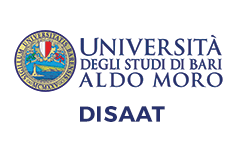 UNIVERSITÀ
DEGLI STUDI DI BARI
ALDO MORO
DISAAT